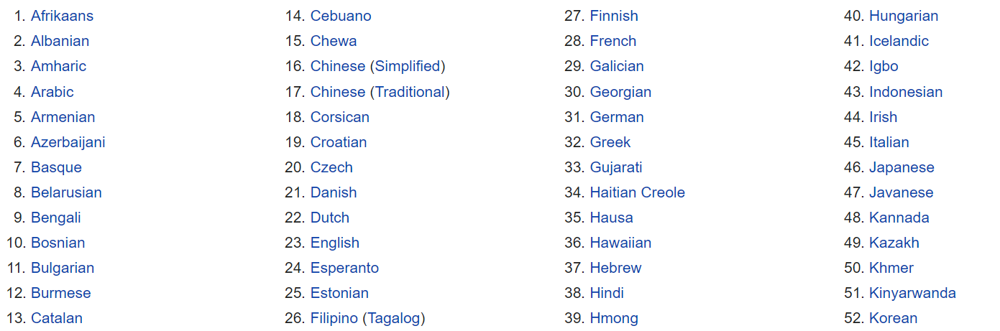 1. Afrikaans
2. Albanian
3. Amharic
4. Arabic
5. Armenian
6. Azerbaijani
7. Basque
8. Belarusian
9. Bengali
10. Bosnian
11. Bulgarian
12. Burmese
13. Catalan
14. Cebuano
15. Chewa
16. Chinese (Simplified)
17. Chinese (Traditional)
18. Corsican
19. Croatian
20. Czech
21. Danish
22. Dutch
23. English
24. Esperanto
25. Estonian
26. Filipino (Tagalog)
27. Finnish
28. French
29. Galician
30. Georgian
31. German
32. Greek
33. Gujarati
34. Haitian Creole
35. Hausa
36. Hawaiian
37. Hebrew
38. Hindi
39. Hmong
40. Hungarian
41. Icelandic
42. Igbo
43. Indonesian
44. Irish
45. Italian
46. Japanese
47. Javanese
48. Kannada
49. Kazakh
50. Khmer
51. Kinyarwanda
52. Korean